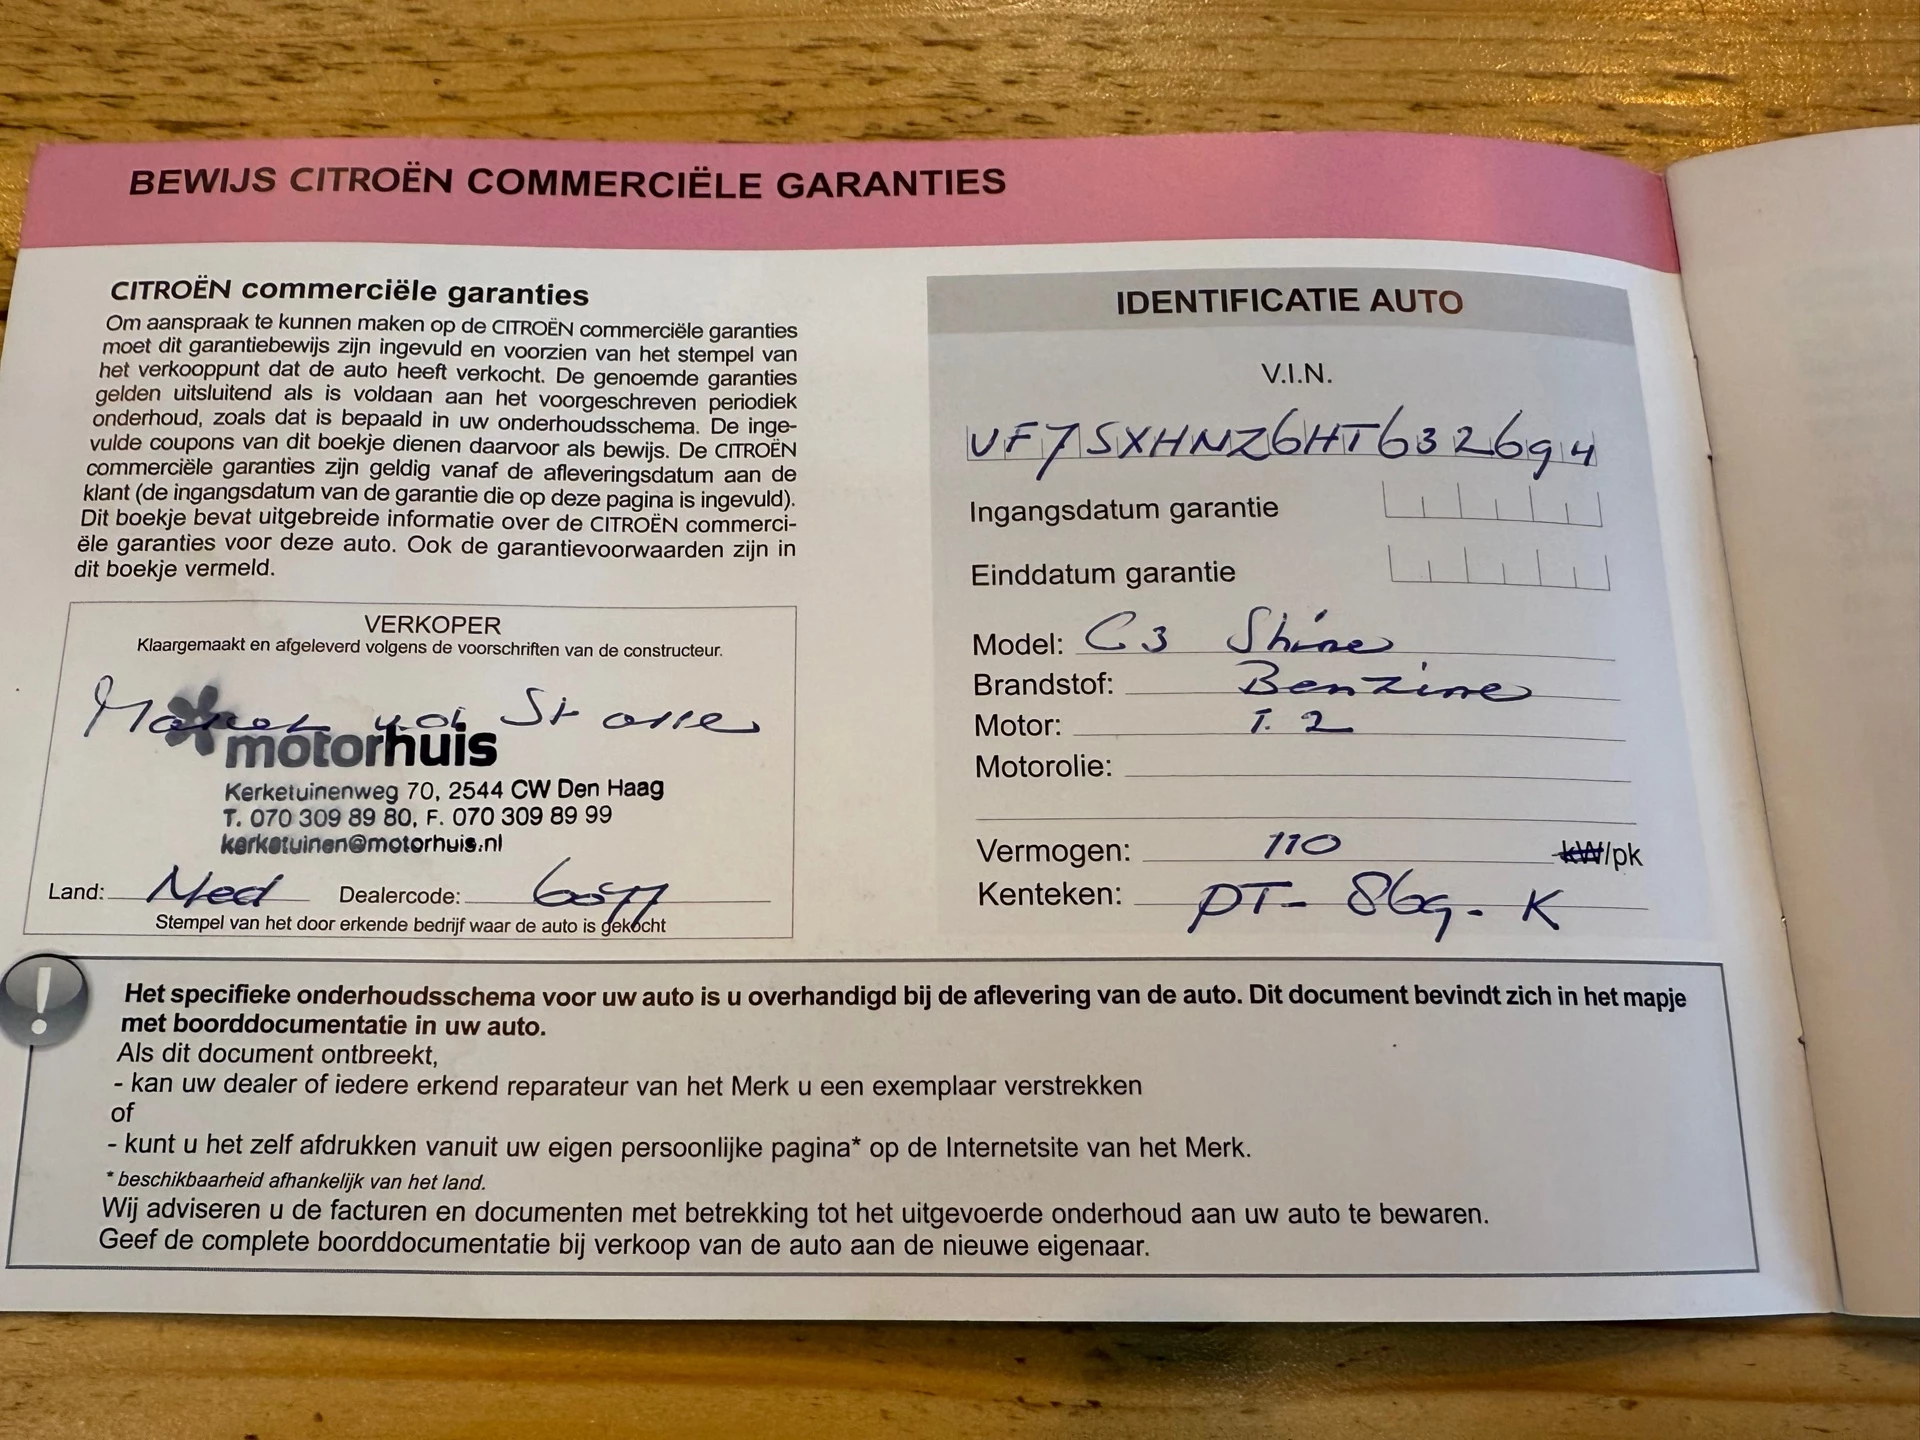 BEWIJS CITROËN COMMERCIËLE GARANTIES
CITROËN commerciële garanties
Om aanspraak te kunnen maken op de CITROËN commerciële garanties
moet dit garantiebewijs zijn ingevuld en voorzien van het stempel van
het verkooppunt dat de auto heeft verkocht. De genoemde garanties
gelden uitsluitend als is voldaan aan het voorgeschreven periodiek
onderhoud, zoals dat is bepaald in uw onderhoudsschema. De inge-
vulde coupons van dit boekje dienen daarvoor als bewijs. De CITROËN
commerciële garanties zijn geldig vanaf de afleveringsdatum aan de
klant (de ingangsdatum van de garantie die op deze pagina is ingevuld).
Dit boekje bevat uitgebreide informatie over de CITROËN commerci-
ële garanties voor deze auto. Ook de garantievoorwaarden zijn in
dit boekje vermeld.
VERKOPER
Klaargemaakt en afgeleverd volgens de voorschriften van de constructeur.
motorhuis
Kerketuinenweg 70, 2544 CW Den Haag
T. 070 309 89 80, F. 070 309 89 99
kerketuinen@motorhuis.nl
Land: Ned Dealercode:
Stempel van het door erkende bedrijf waar de auto is gekocht
IDENTIFICATIE AUTO
V.I.N.
VF7SXHNZ6HT632694
Ingangsdatum garantie
Einddatum garantie
Model: C3 Shine
Brandstof: Benzine
Motor: 1.2
Motorolie:
Vermogen: 110 kW/pk
Kenteken: PT-869-K
Het specifieke onderhoudsschema voor uw auto is u overhandigd bij de aflevering van de auto. Dit document bevindt zich in het mapje
met boorddocumentatie in uw auto.
Als dit document ontbreekt,
- kan uw dealer of iedere erkend reparateur van het Merk u een exemplaar verstrekken
of
- kunt u het zelf afdrukken vanuit uw eigen persoonlijke pagina* op de Internetsite van het Merk.
* beschikbaarheid afhankelijk van het land.
Wij adviseren u de facturen en documenten met betrekking tot het uitgevoerde onderhoud aan uw auto te bewaren.
Geef de complete boorddocumentatie bij verkoop van de auto aan de nieuwe eigenaar.